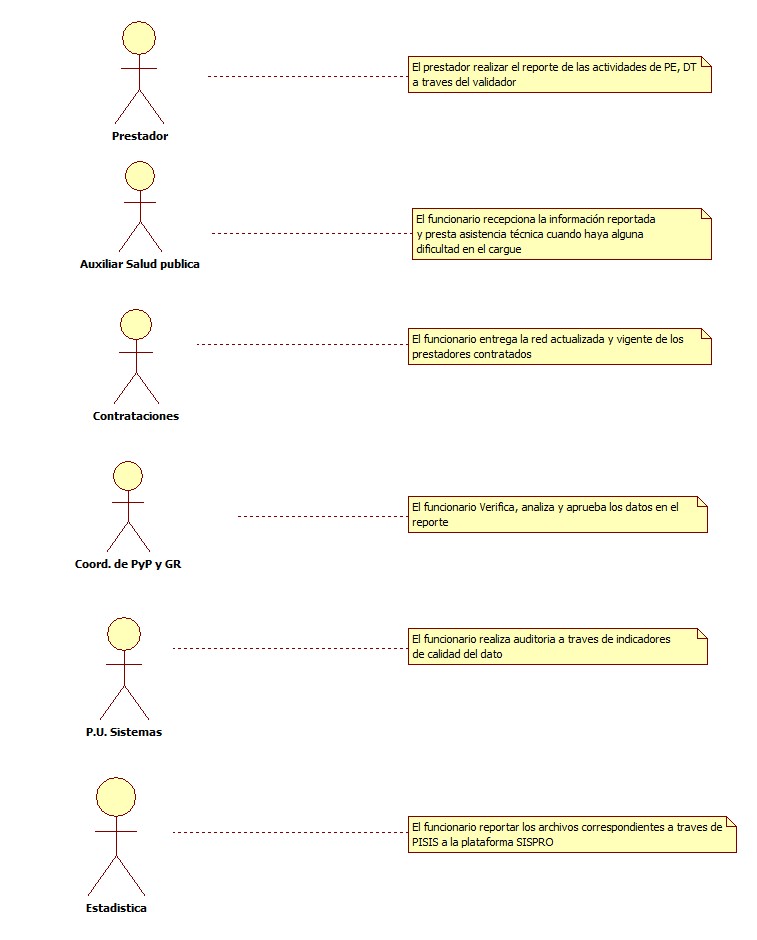 El prestador realizar el reporte de las actividades de PE, DT
a traves del validador
Prestador
El funcionario recepciona la información reportada
y presta asistencia técnica cuando haya alguna
dificultad en el cargue
Auxiliar Salud publica
El funcionario entrega la red actualizada y vigente de los
prestadores contratados
Contrataciones
El funcionario Verifica, analiza y aprueba los datos en el
reporte
Coord. de PyP y GR
El funcionario realiza auditoria a traves de indicadores
de calidad del dato
P.U. Sistemas
El funcionario reportar los archivos correspondientes a traves de
PISIS a la plataforma SISPRO
Estadistica